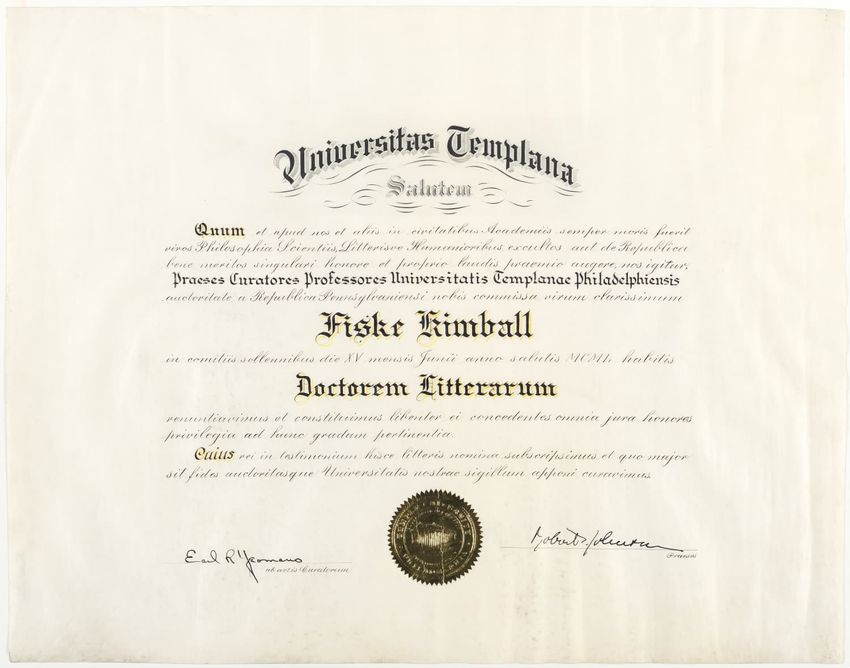 Universitas Templana
Salutem
Quum et apud nos et aliis in civitatibus Academiis semper moris fuerit
viros Philosophia Scientiis, Litterisve Humanioribus excultos aut de Republica
bene meritos singulari honore et proprio laudis praemio augere, nos igitur,
Praeses Curatores Professores Universitatis Templanae Philadelphiensis
auctoritate a Republica Pennsylvaniensi nobis commissa virum clarissimum
Fiske Kimball
in comitiis sollennibus die XV mensis Junii anno salutis MCML habitis
Doctorem Litterarum
renuntiavimus et constituimus libenter ei concedentes omnia jura honores
privilegia ad hunc gradum pertinentia.
Cuius rei in testimonium hisce litteris nomina subscripsimus et quo major
sit fides auctoritasque Universitatis nostrae sigillum apponi curavimus.
Earl R Yeomans
ab actis Curatorum
Robert L Johnson
Praeses